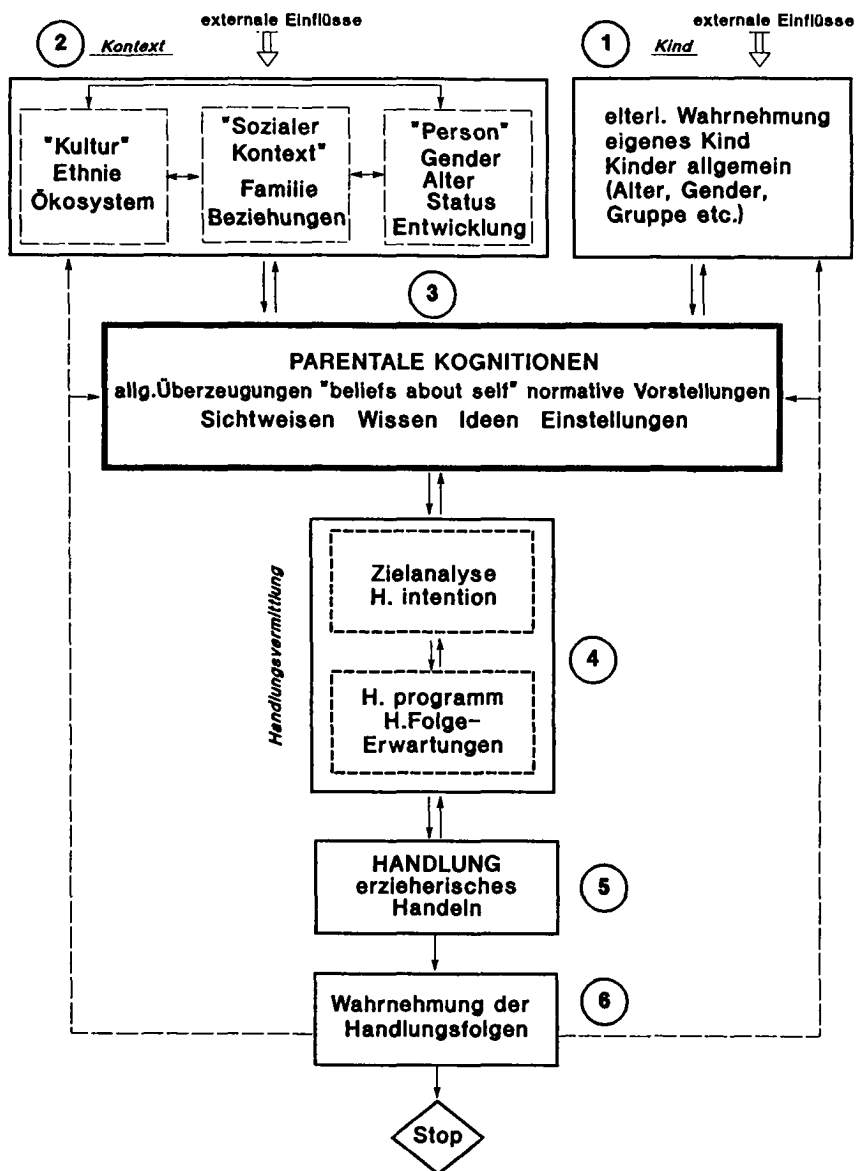 externale Einflüsse
2
Kontext
externale Einflüsse
1
Kind
"Kultur"
Ethnie
Ökosystem
"Sozialer
Kontext"
Familie
Beziehungen
"Person"
Gender
Alter
Status
Entwicklung
elterl. Wahrnehmung
eigenes Kind
Kinder allgemein
(Alter, Gender,
Gruppe etc.)
3
PARENTALE KOGNITIONEN
allg.Überzeugungen "beliefs about self" normative Vorstellungen
Sichtweisen Wissen Ideen Einstellungen
Handlungsvermittlung
Zielanalyse
H. intention
4
H. programm
H.Folge-
Erwartungen
HANDLUNG
erzieherisches
Handeln
5
Wahrnehmung der
Handlungsfolgen
6
Stop